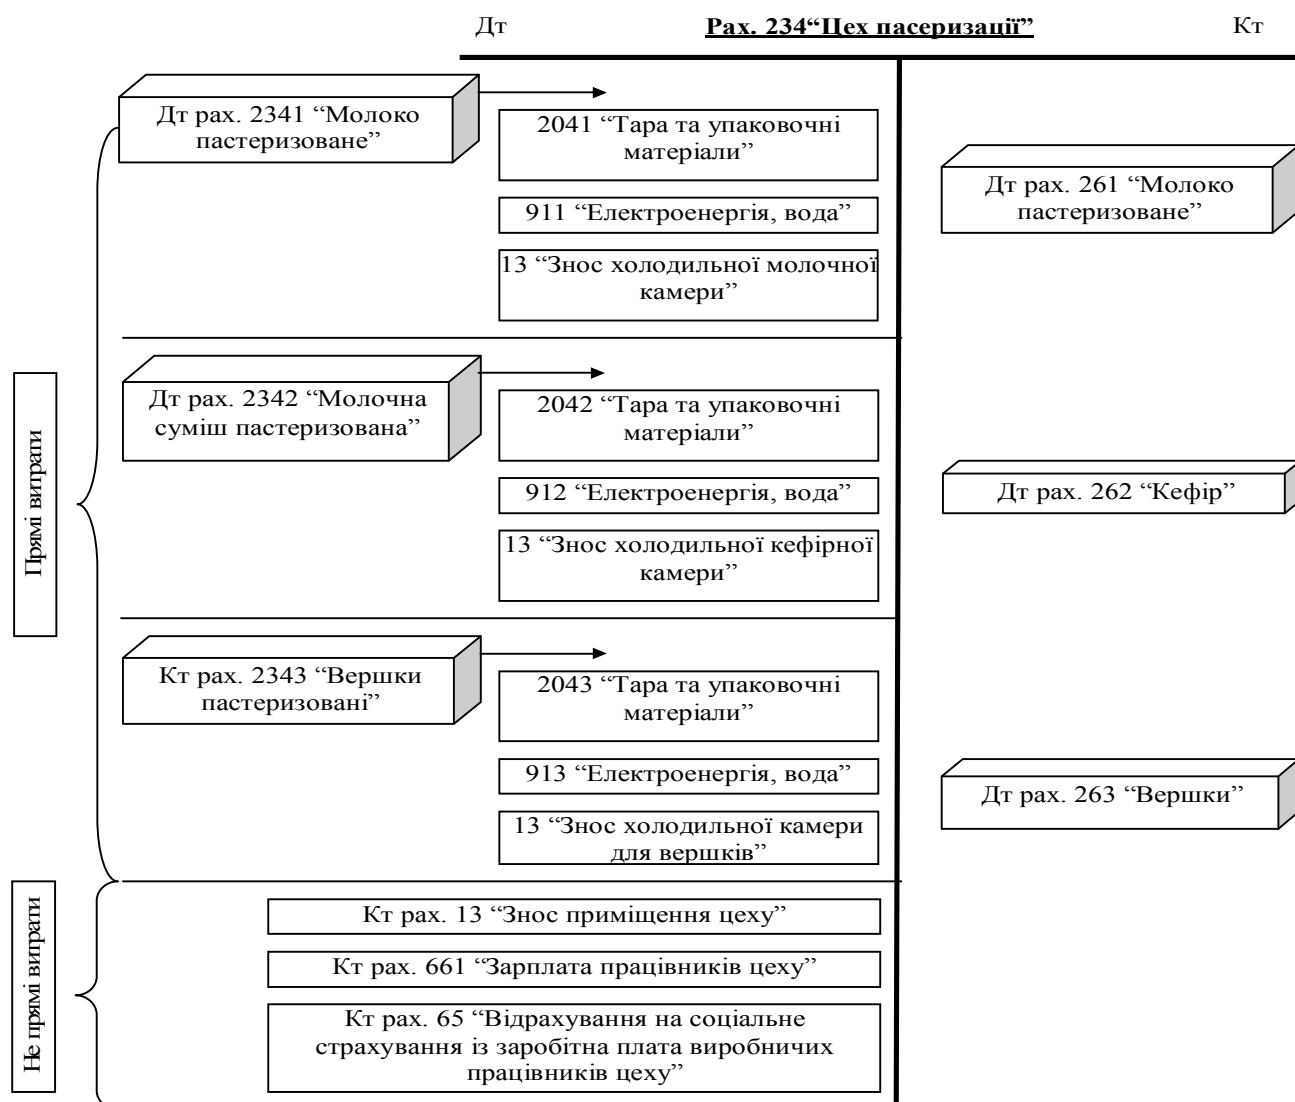 Дт
Рах. 234“Цех пасеризації”
Кт
Дт рах. 2341 “Молоко
пастеризоване”
2041 “Тара та упаковочні
матеріали”
911 “Електроенергія, вода”
13 “Знос холодильної молочної
камери”
Дт рах. 261 “Молоко
пастеризоване”
Прямі витрати
Дт рах. 2342 “Молочна
суміш пастеризована”
2042 “Тара та упаковочні
матеріали”
912 “Електроенергія, вода”
13 “Знос холодильної кефірної
камери”
Дт рах. 262 “Кефір”
Кт рах. 2343 “Вершки
пастеризовані”
2043 “Тара та упаковочні
матеріали”
913 “Електроенергія, вода”
13 “Знос холодильної камери
для вершків”
Дт рах. 263 “Вершки”
Не прямі витрати
Кт рах. 13 “Знос приміщення цеху”
Кт рах. 661 “Зарплата працівників цеху”
Кт рах. 65 “Відрахування на соціальне
страхування із заробітна плата виробничих
працівників цеху”